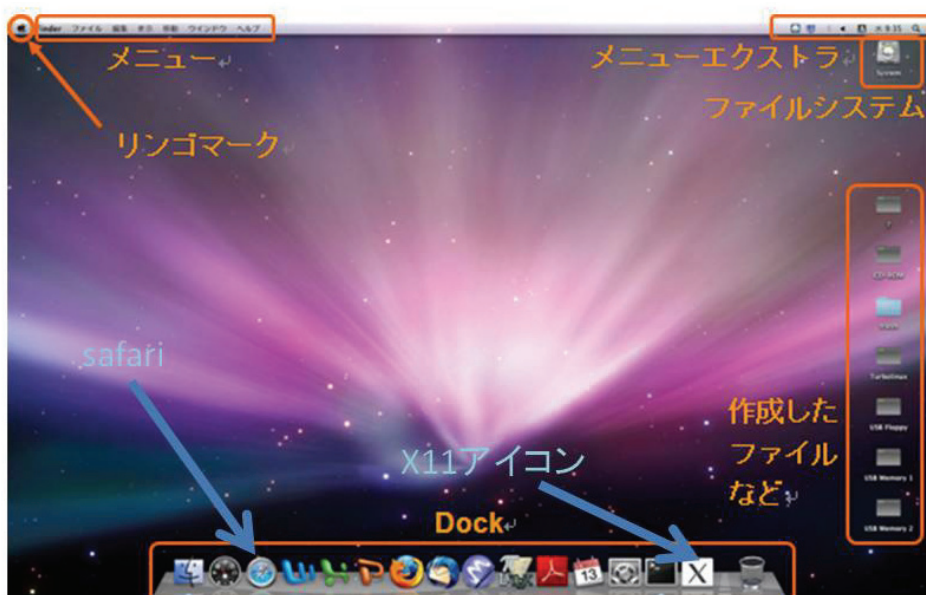 Finder ファイル 編集 表示 移動 ウインドウ ヘルプ
9:35
メニュー
メニューエクストラ
System
ファイルシステム
リンゴマーク
CD-ROM
safari
Turbolinux
作成した
ファイル
など
USB Floppy
X11アイコン
USB Memory 1
Dock
USB Memory 2
13
X